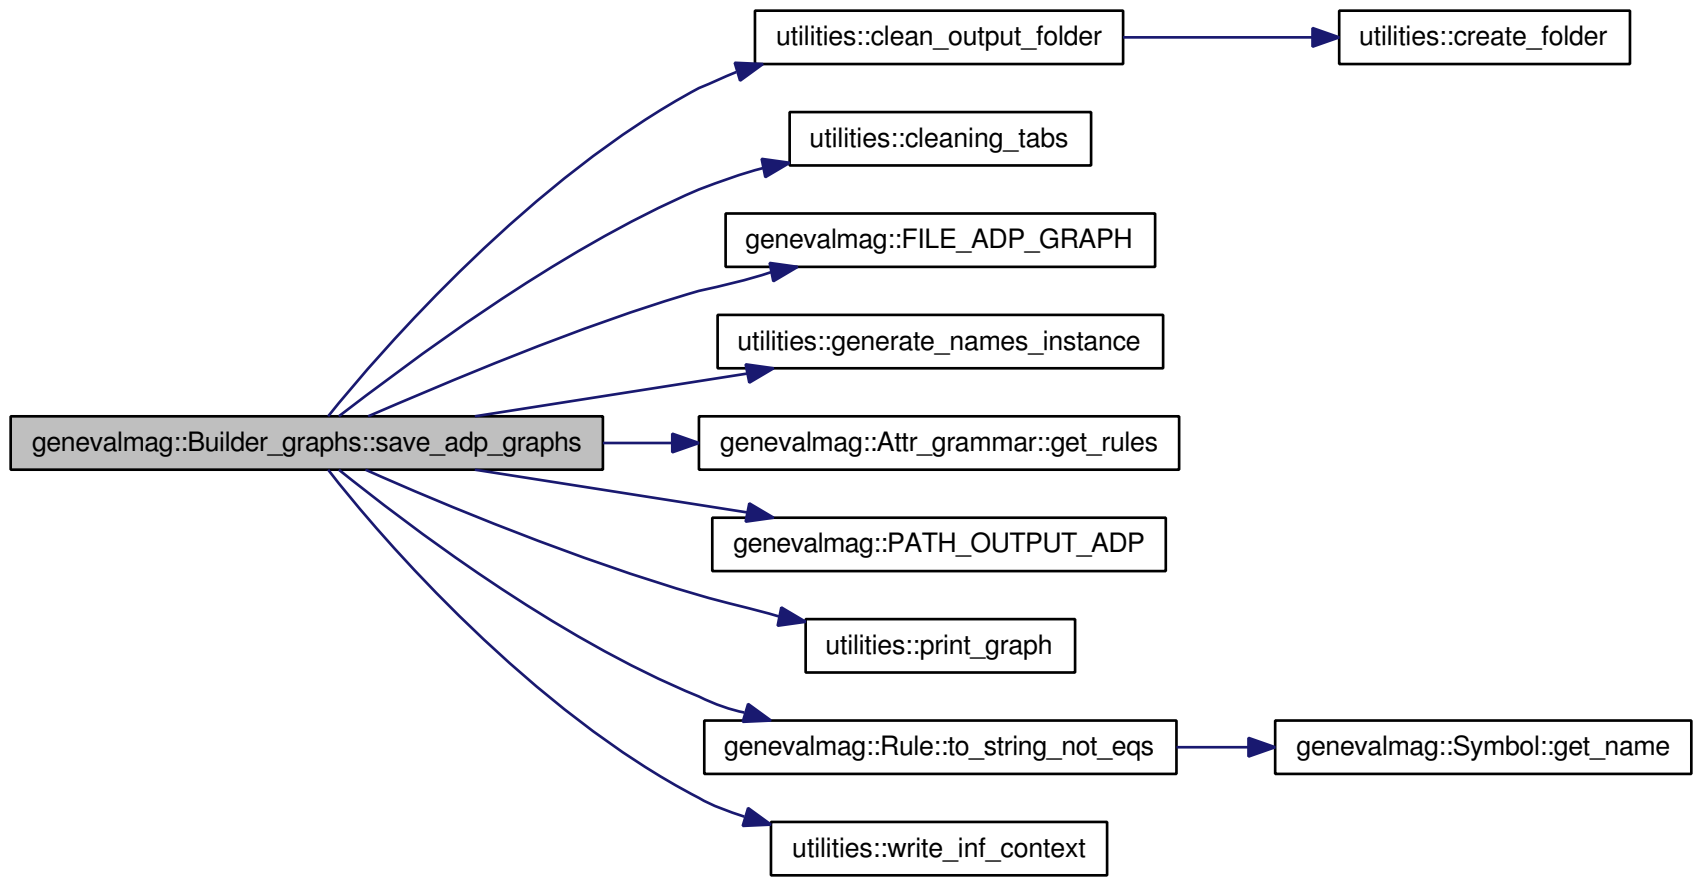 utilities::clean_output_folder
utilities::create_folder
utilities::cleaning_tabs
genevalmag::FILE_ADP_GRAPH
utilities::generate_names_instance
genevalmag::Builder_graphs::save_adp_graphs
genevalmag::Attr_grammar::get_rules
genevalmag::PATH_OUTPUT_ADP
utilities::print_graph
genevalmag::Rule::to_string_not_eqs
genevalmag::Symbol::get_name
utilities::write_inf_context